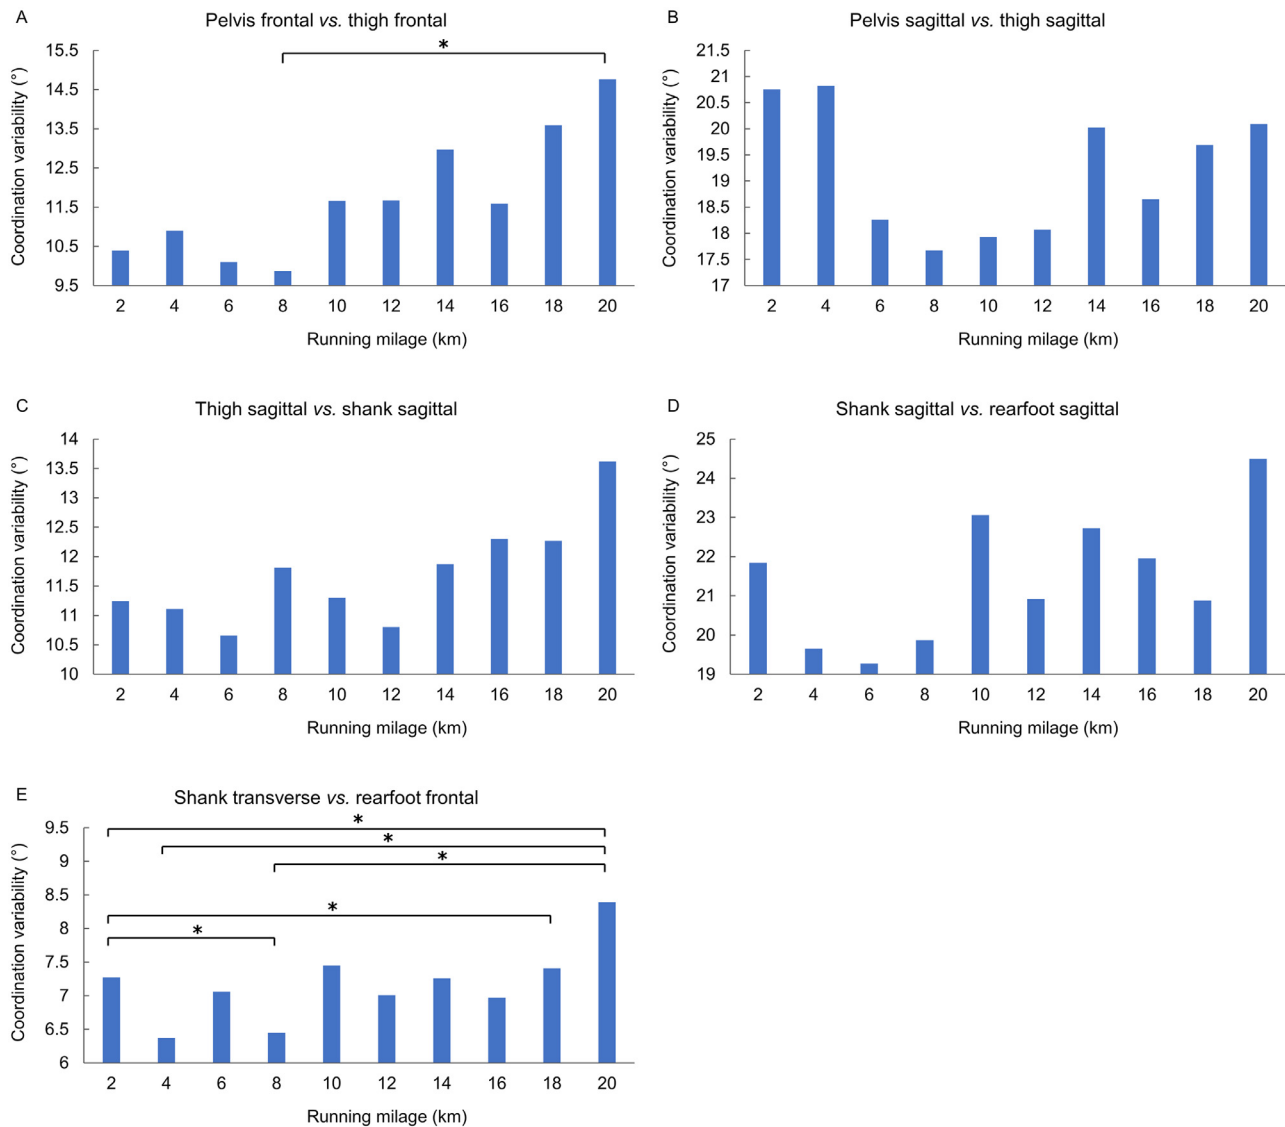 A
Pelvis frontal vs. thigh frontal
*
Coordination variability (°)
15.5
14.5
13.5
12.5
11.5
10.5
9.5
2 4 6 8 10 12 14 16 18 20
Running milage (km)
B
Pelvis sagittal vs. thigh sagittal
Coordination variability (°)
21.5
21
20.5
20
19.5
19
18.5
18
17.5
17
2 4 6 8 10 12 14 16 18 20
Running milage (km)
C
Thigh sagittal vs. shank sagittal
Coordination variability (°)
14
13.5
13
12.5
12
11.5
11
10.5
10
2 4 6 8 10 12 14 16 18 20
Running milage (km)
D
Shank sagittal vs. rearfoot sagittal
Coordination variability (°)
25
24
23
22
21
20
19
2 4 6 8 10 12 14 16 18 20
Running milage (km)
E
Shank transverse vs. rearfoot frontal
*
*
*
*
*
Coordination variability (°)
9.5
9
8.5
8
7.5
7
6.5
6
2 4 6 8 10 12 14 16 18 20
Running milage (km)